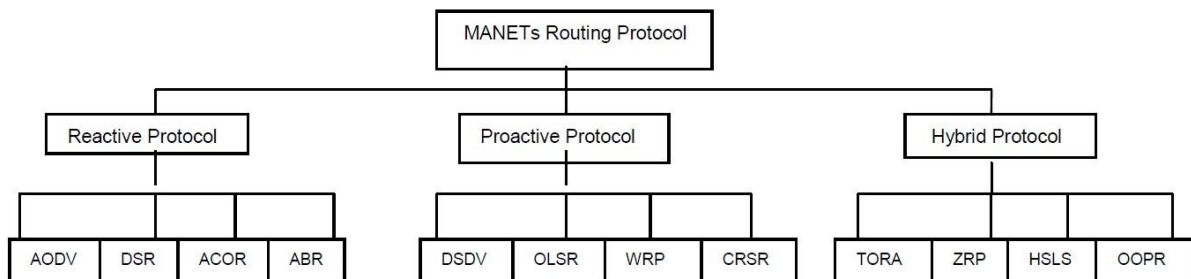 MANETs Routing Protocol
Reactive Protocol
Proactive Protocol
Hybrid Protocol
AODV
DSR
ACOR
ABR
DSDV
OLSR
WRP
CRSR
TORA
ZRP
HSLS
OOPR